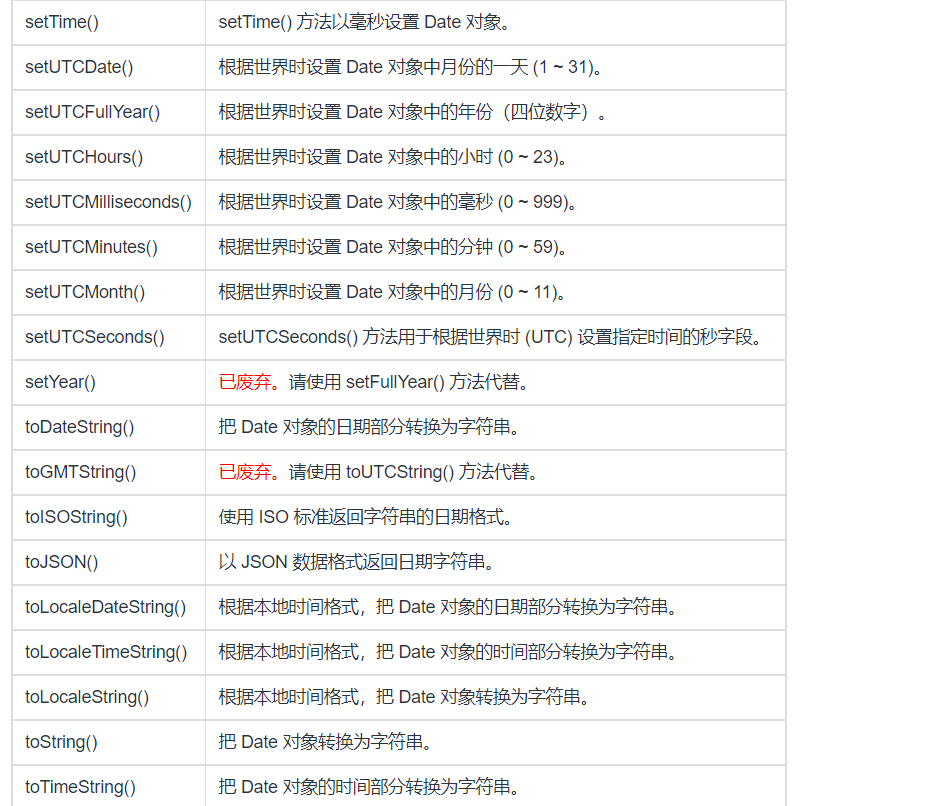 setTime() setTime() 方法以毫秒设置 Date 对象。
setUTCDate() 根据世界时设置 Date 对象中月份的一天 (1 ~ 31)。
setUTCFullYear() 根据世界时设置 Date 对象中的年份（四位数字）。
setUTCHours() 根据世界时设置 Date 对象中的小时 (0 ~ 23)。
setUTCMilliseconds() 根据世界时设置 Date 对象中的毫秒 (0 ~ 999)。
setUTCMinutes() 根据世界时设置 Date 对象中的分钟 (0 ~ 59)。
setUTCMonth() 根据世界时设置 Date 对象中的月份 (0 ~ 11)。
setUTCSeconds() setUTCSeconds() 方法用于根据世界时 (UTC) 设置指定时间的秒字段。
setYear() 已废弃。请使用 setFullYear() 方法代替。
toDateString() 把 Date 对象的日期部分转换为字符串。
toGMTString() 已废弃。请使用 toUTCString() 方法代替。
toISOString() 使用 ISO 标准返回字符串的日期格式。
toJSON() 以 JSON 数据格式返回日期字符串。
toLocaleDateString() 根据本地时间格式，把 Date 对象的日期部分转换为字符串。
toLocaleTimeString() 根据本地时间格式，把 Date 对象的时间部分转换为字符串。
toLocaleString() 根据本地时间格式，把 Date 对象转换为字符串。
toString() 把 Date 对象转换为字符串。
toTimeString() 把 Date 对象的时间部分转换为字符串。